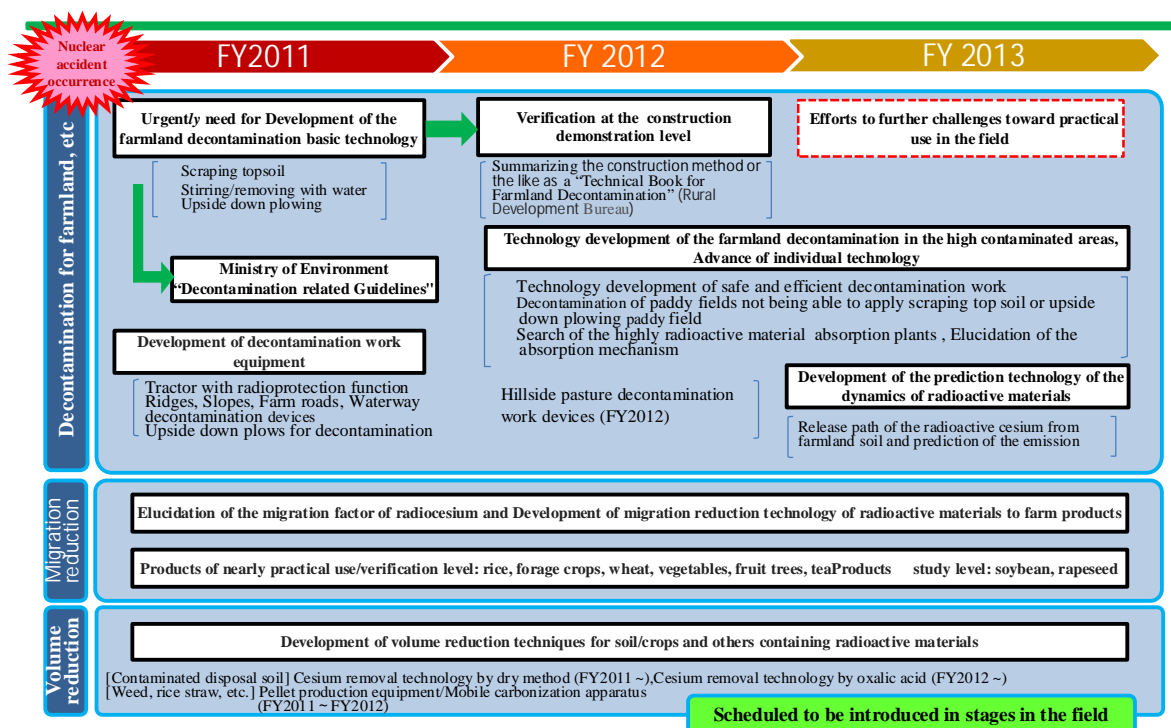 Nuclear
accident
occurrence
FY2011
FY 2012
FY 2013
Decontamination for farmland, etc
Urgently need for Development of the
farmland decontamination basic technology
Scraping topsoil
Stirring/removing with water
Upside down plowing
Ministry of Environment
“Decontamination related Guidelines”
Development of decontamination work
equipment
Tractor with radioprotection function
Ridges, Slopes, Farm roads, Waterway
decontamination devices
Upside down plows for decontamination
Verification at the construction
demonstration level
Summarizing the construction method or
the like as a “Technical Book for
Farmland Decontamination” (Rural
Development Bureau)
Efforts to further challenges toward practical
use in the field
Technology development of the farmland decontamination in the high contaminated areas,
Advance of individual technology
Technology development of safe and efficient decontamination work
Decontamination of paddy fields not being able to apply scraping top soil or upside
down plowing paddy field
Search of the highly radioactive material absorption plants , Elucidation of the
absorption mechanism
Hillside pasture decontamination
work devices (FY2012)
Development of the prediction technology of the
dynamics of radioactive materials
Release path of the radioactive cesium from
farmland soil and prediction of the emission
Migration
reduction
Elucidation of the migration factor of radiocesium and Development of migration reduction technology of radioactive materials to farm products
Products of nearly practical use/verification level: rice, forage crops, wheat, vegetables, fruit trees, teaProducts study level: soybean, rapeseed
Volume
reduction
Development of volume reduction techniques for soil/crops and others containing radioactive materials
[Contaminated disposal soil] Cesium removal technology by dry method (FY2011 ~),Cesium removal technology by oxalic acid (FY2012 ~)
[Weed, rice straw, etc.] Pellet production equipment/Mobile carbonization apparatus
(FY2011 ~ FY2012)
Scheduled to be introduced in stages in the field